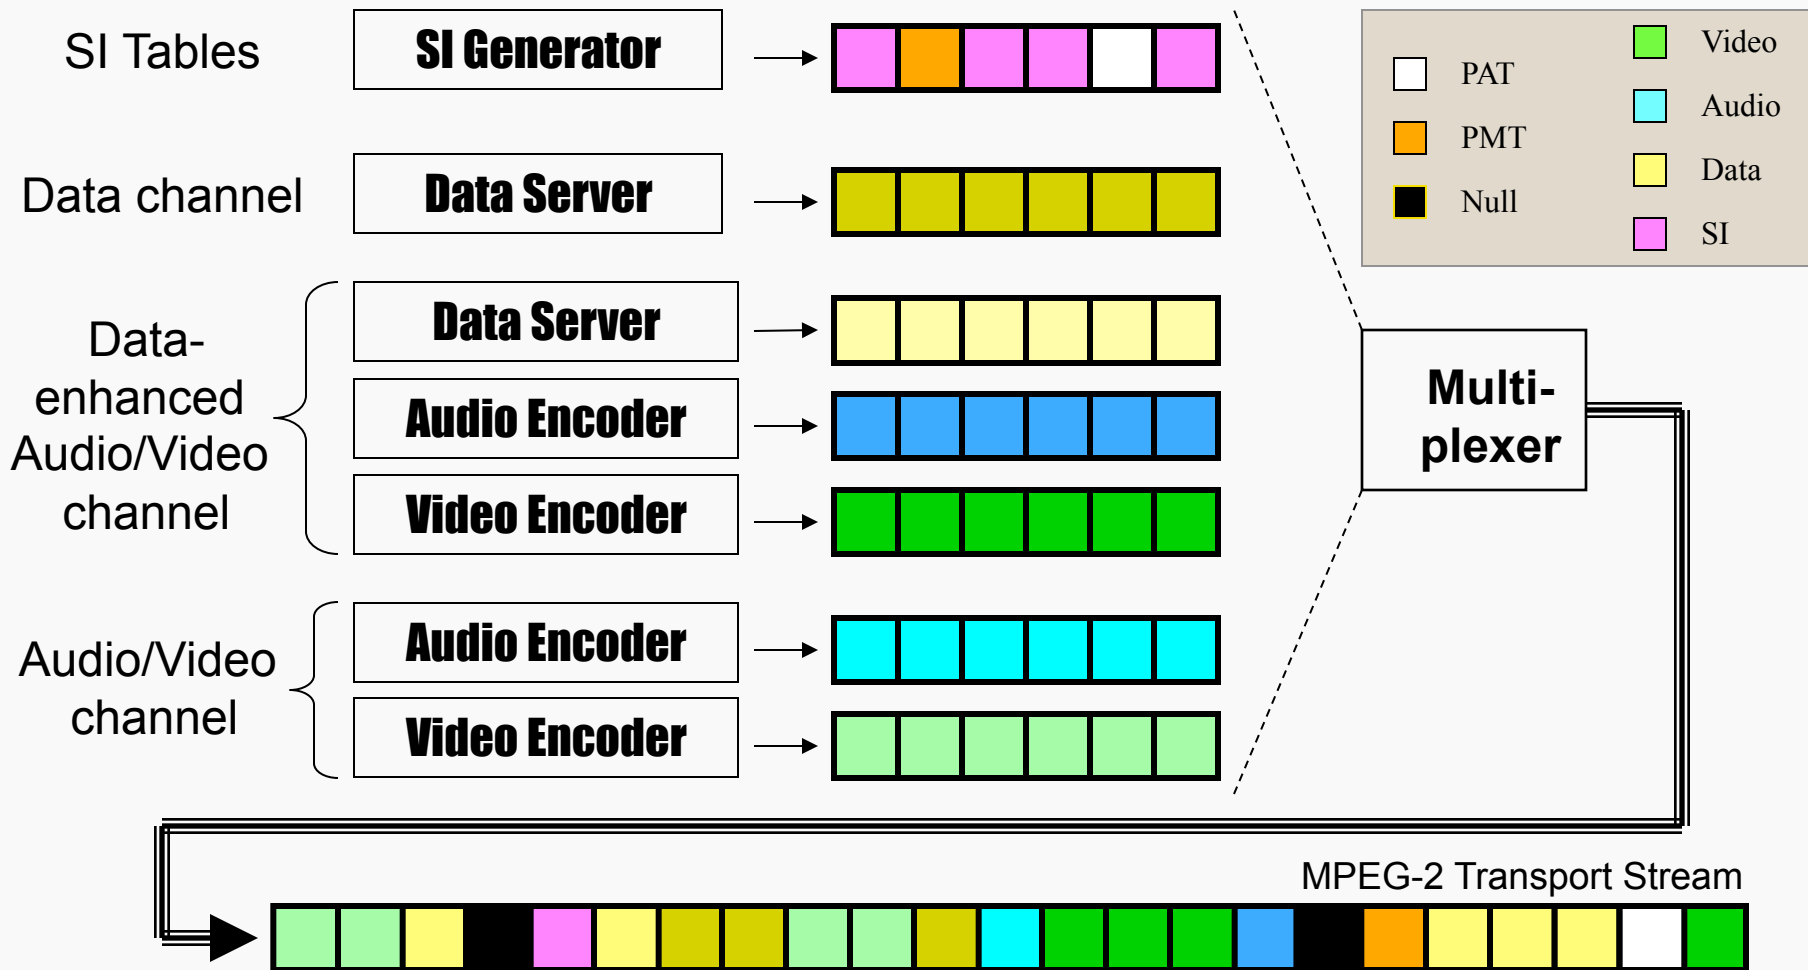 SI Tables
SI Generator
Data channel
Data Server
Data-
enhanced
Audio/Video
channel
Data Server
Audio Encoder
Video Encoder
Audio/Video
channel
Audio Encoder
Video Encoder
PAT
PMT
Null
Video
Audio
Data
SI
Multi-
plexer
MPEG-2 Transport Stream